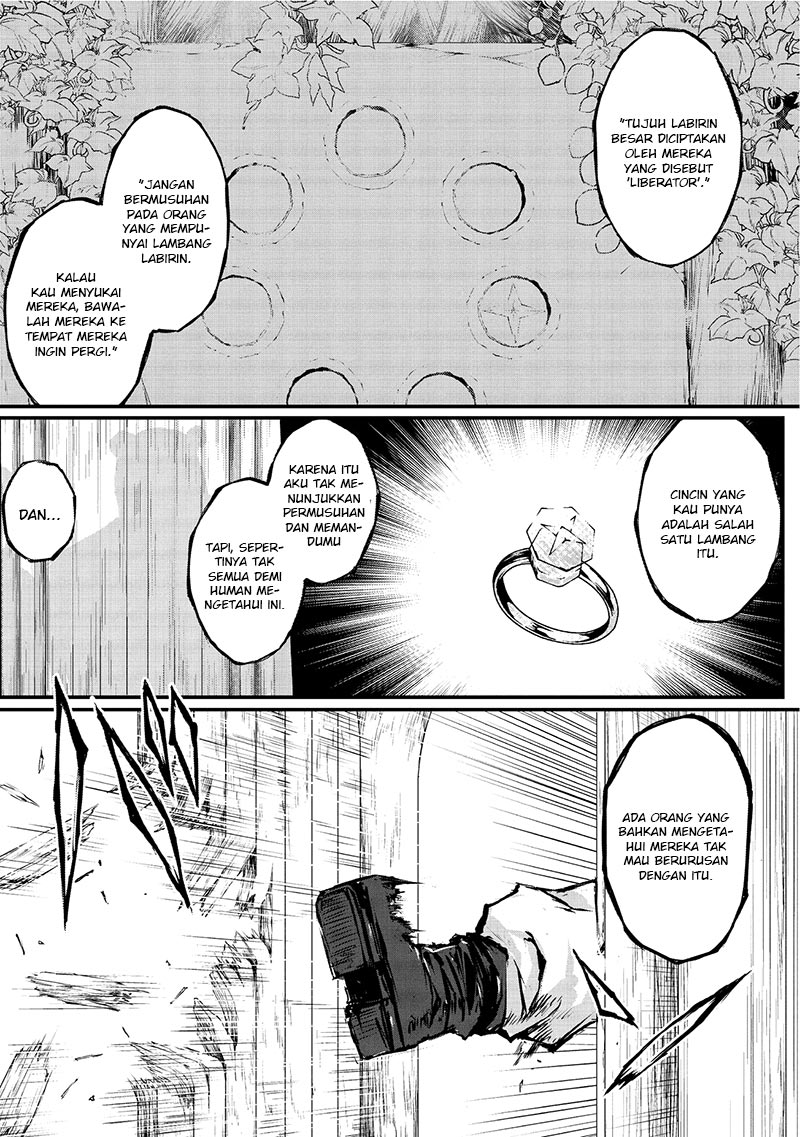 "TUJUH LABIRIN
BESAR DICIPTAKAN
OLEH MEREKA
YANG DISEBUT
'LIBERATOR'."
"JANGAN
BERMUSUHAN
PADA ORANG
YANG MEMPU-
NYAI LAMBANG
LABIRIN.
KALAU
KAU MENYUKAI
MEREKA, BAWA-
LAH MEREKA KE
TEMPAT MEREKA
INGIN PERGI."
CINCIN YANG
KAU PUNYA
ADALAH SALAH
SATU LAMBANG
ITU.
KARENA ITU
AKU TAK ME-
NUNJUKKAN
PERMUSUHAN
DAN MEMAN-
DUMU
TAPI, SEPER-
TINYA TAK
SEMUA DEMI
HUMAN ME-
NGETAHUI INI.
DAN...
ADA ORANG YANG
BAHKAN MENGETA-
HUI MEREKA TAK
MAU BERURUSAN
DENGAN ITU.
4